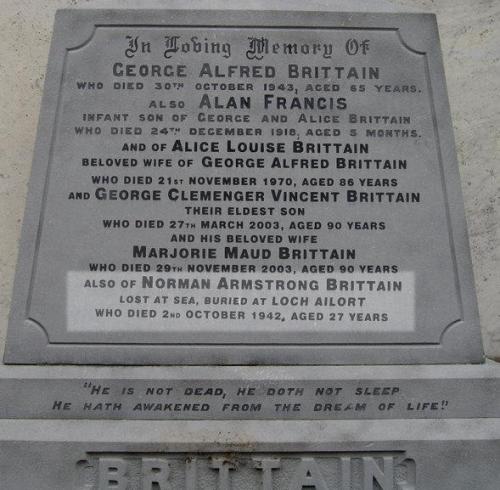 In Loving Memory Of
GEORGE ALFRED BRITTAIN
WHO DIED 30TH OCTOBER 1943, AGED 65 YEARS.
ALSO ALAN FRANCIS
INFANT SON OF GEORGE AND ALICE BRITTAIN
WHO DIED 24TH DECEMBER 1918, AGED 5 MONTHS.
AND OF ALICE LOUISE BRITTAIN
BELOVED WIFE OF GEORGE ALFRED BRITTAIN
WHO DIED 21ST NOVEMBER 1970, AGED 86 YEARS
AND GEORGE CLEMENGER VINCENT BRITTAIN
THEIR ELDEST SON
WHO DIED 27TH MARCH 2003, AGED 90 YEARS
AND HIS BELOVED WIFE
MARJORIE MAUD BRITTAIN
WHO DIED 29TH NOVEMBER 2003, AGED 90 YEARS
ALSO OF NORMAN ARMSTRONG BRITTAIN
LOST AT SEA, BURIED AT LOCH AILORT
WHO DIED 2ND OCTOBER 1942, AGED 27 YEARS
"HE IS NOT DEAD, HE DOTH NOT SLEEP
HE HATH AWAKENED FROM THE DREAM OF LIFE!"
BRITTAIN